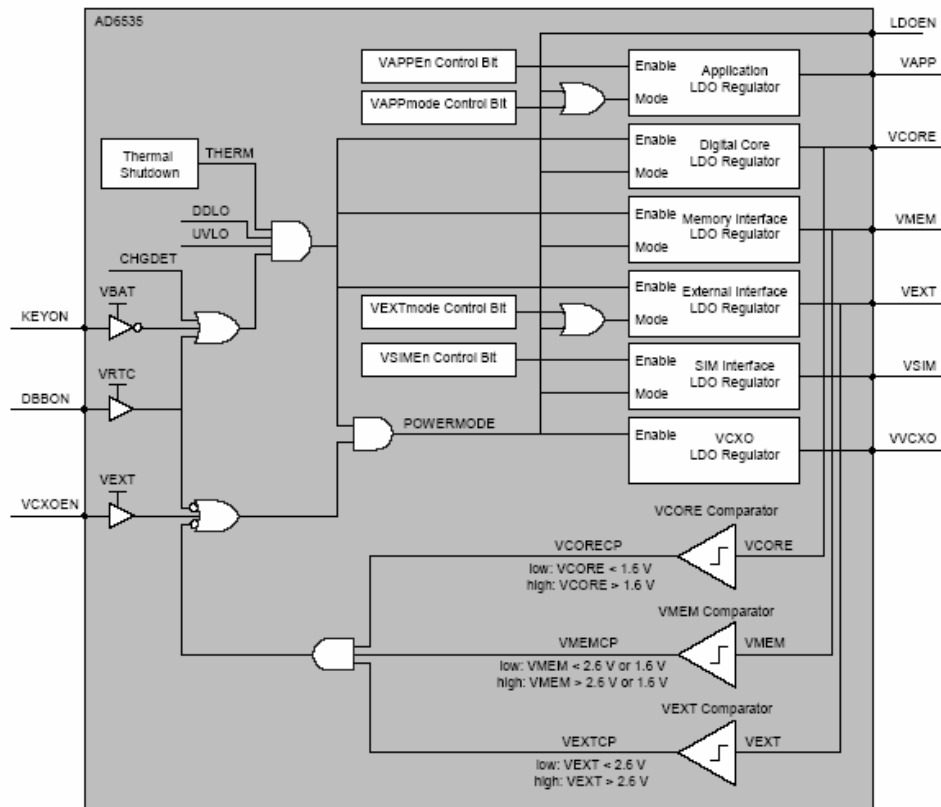 AD6535
LDOEN
VAPPEn Control Bit
Enable
Application
LDO Regulator
VAPP
VAPPmode Control Bit
Mode
Thermal
Shutdown
THERM
Enable
Digital Core
LDO Regulator
VCORE
Mode
DDLO
UVLO
Enable
Memory Interface
LDO Regulator
VMEM
Mode
CHGDET
VBAT
KEYON
VEXTmode Control Bit
Enable
External Interface
LDO Regulator
VEXT
Mode
VSIMEn Control Bit
Enable
SIM Interface
LDO Regulator
VSIM
Mode
VRTC
DBBON
POWERMODE
Enable
VCXO
LDO Regulator
VVCXO
VEXT
VCXOEN
VCORE Comparator
VCORECP
VCORE
low: VCORE < 1.6 V
high: VCORE > 1.6 V
VMEM Comparator
VMEMCP
VMEM
low: VMEM < 2.6 V or 1.6 V
high: VMEM > 2.6 V or 1.6 V
VEXT Comparator
VEXTCP
VEXT
low: VEXT < 2.6 V
high: VEXT > 2.6 V